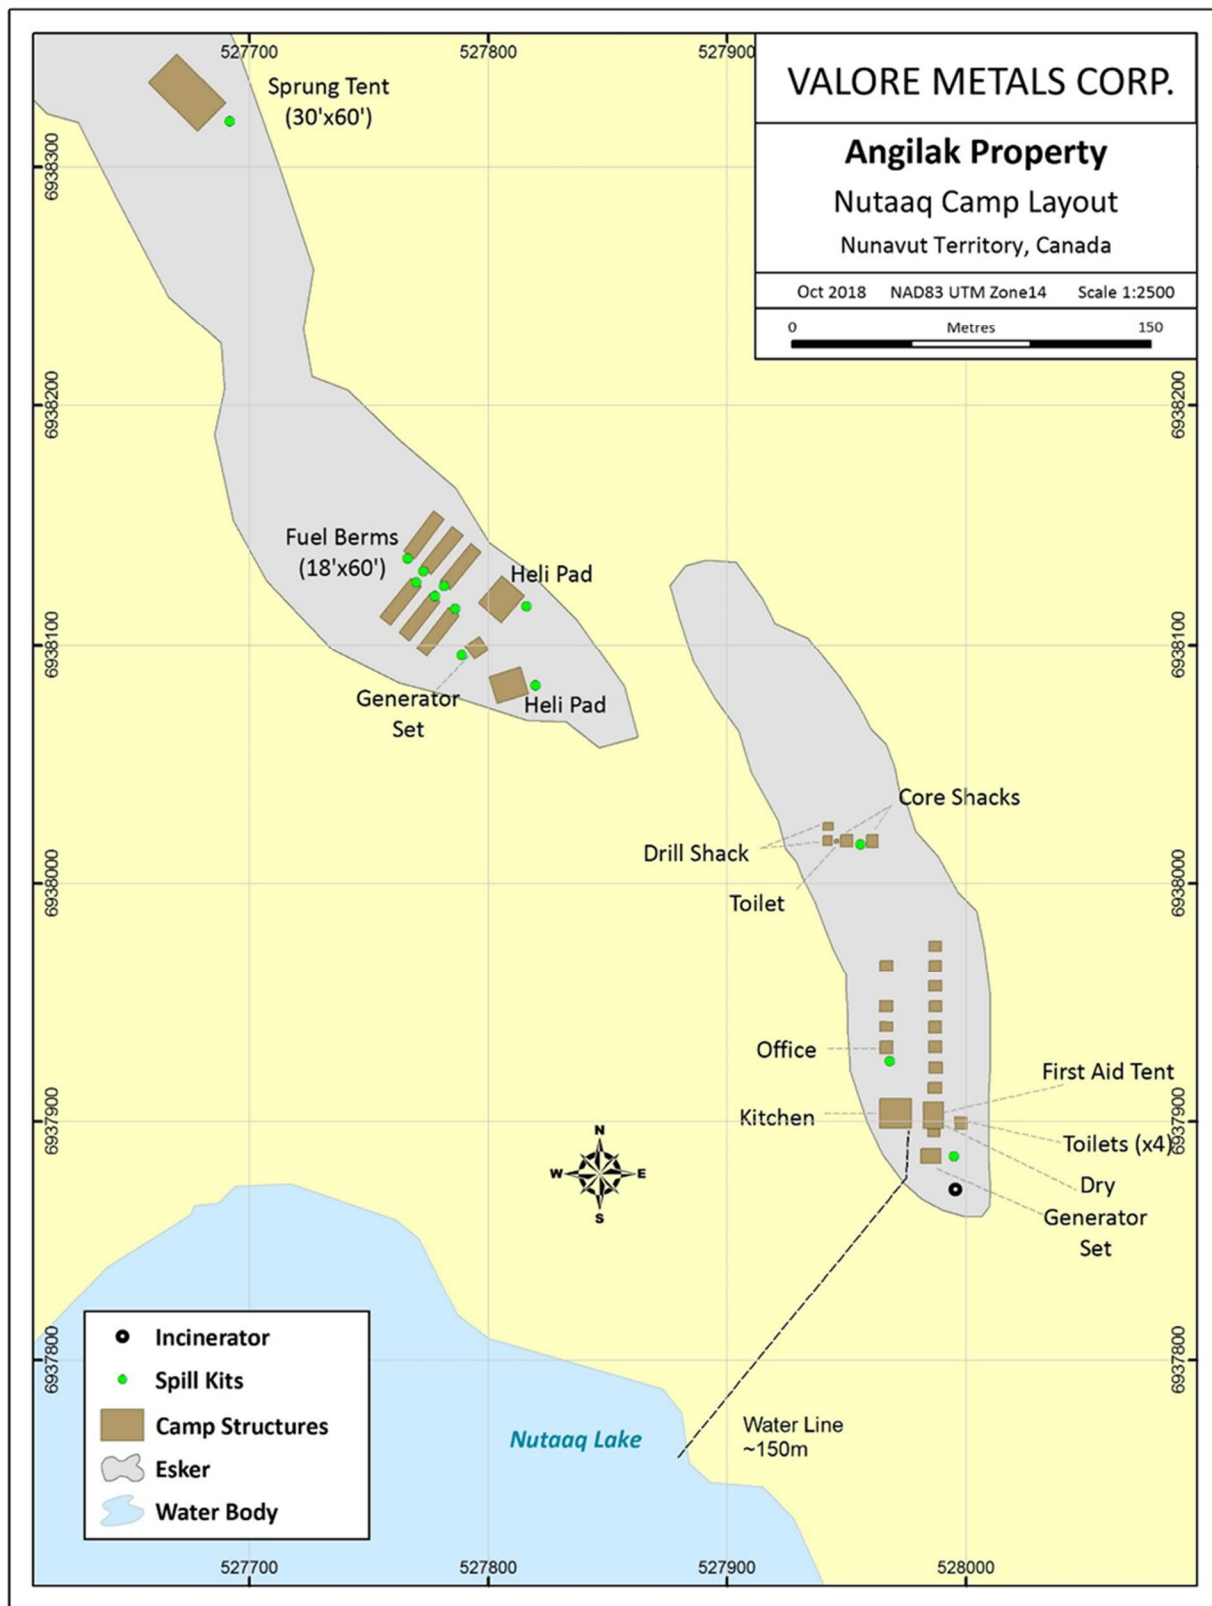 527700
527800
527900
VALORE METALS CORP.
Angilak Property
Nutaaq Camp Layout
Nunavut Territory, Canada
Oct 2018 NAD83 UTM Zone14 Scale 1:2500
0 Metres 150
Sprung Tent
(30'x60')
6938300
6938200
6938200
Fuel Berms
(18'x60')
Heli Pad
6938100
6938100
Generator
Set
Heli Pad
Core Shacks
Drill Shack
Toilet
6938000
6938000
Office
First Aid Tent
Kitchen
6937900
6937900
Toilets (x4)
Dry
Generator
Set
N
W
E
S
6937800
6937800
Incinerator
Spill Kits
Camp Structures
Esker
Water Body
Nutaaq Lake
Water Line
~150m
527700
527800
527900
528000